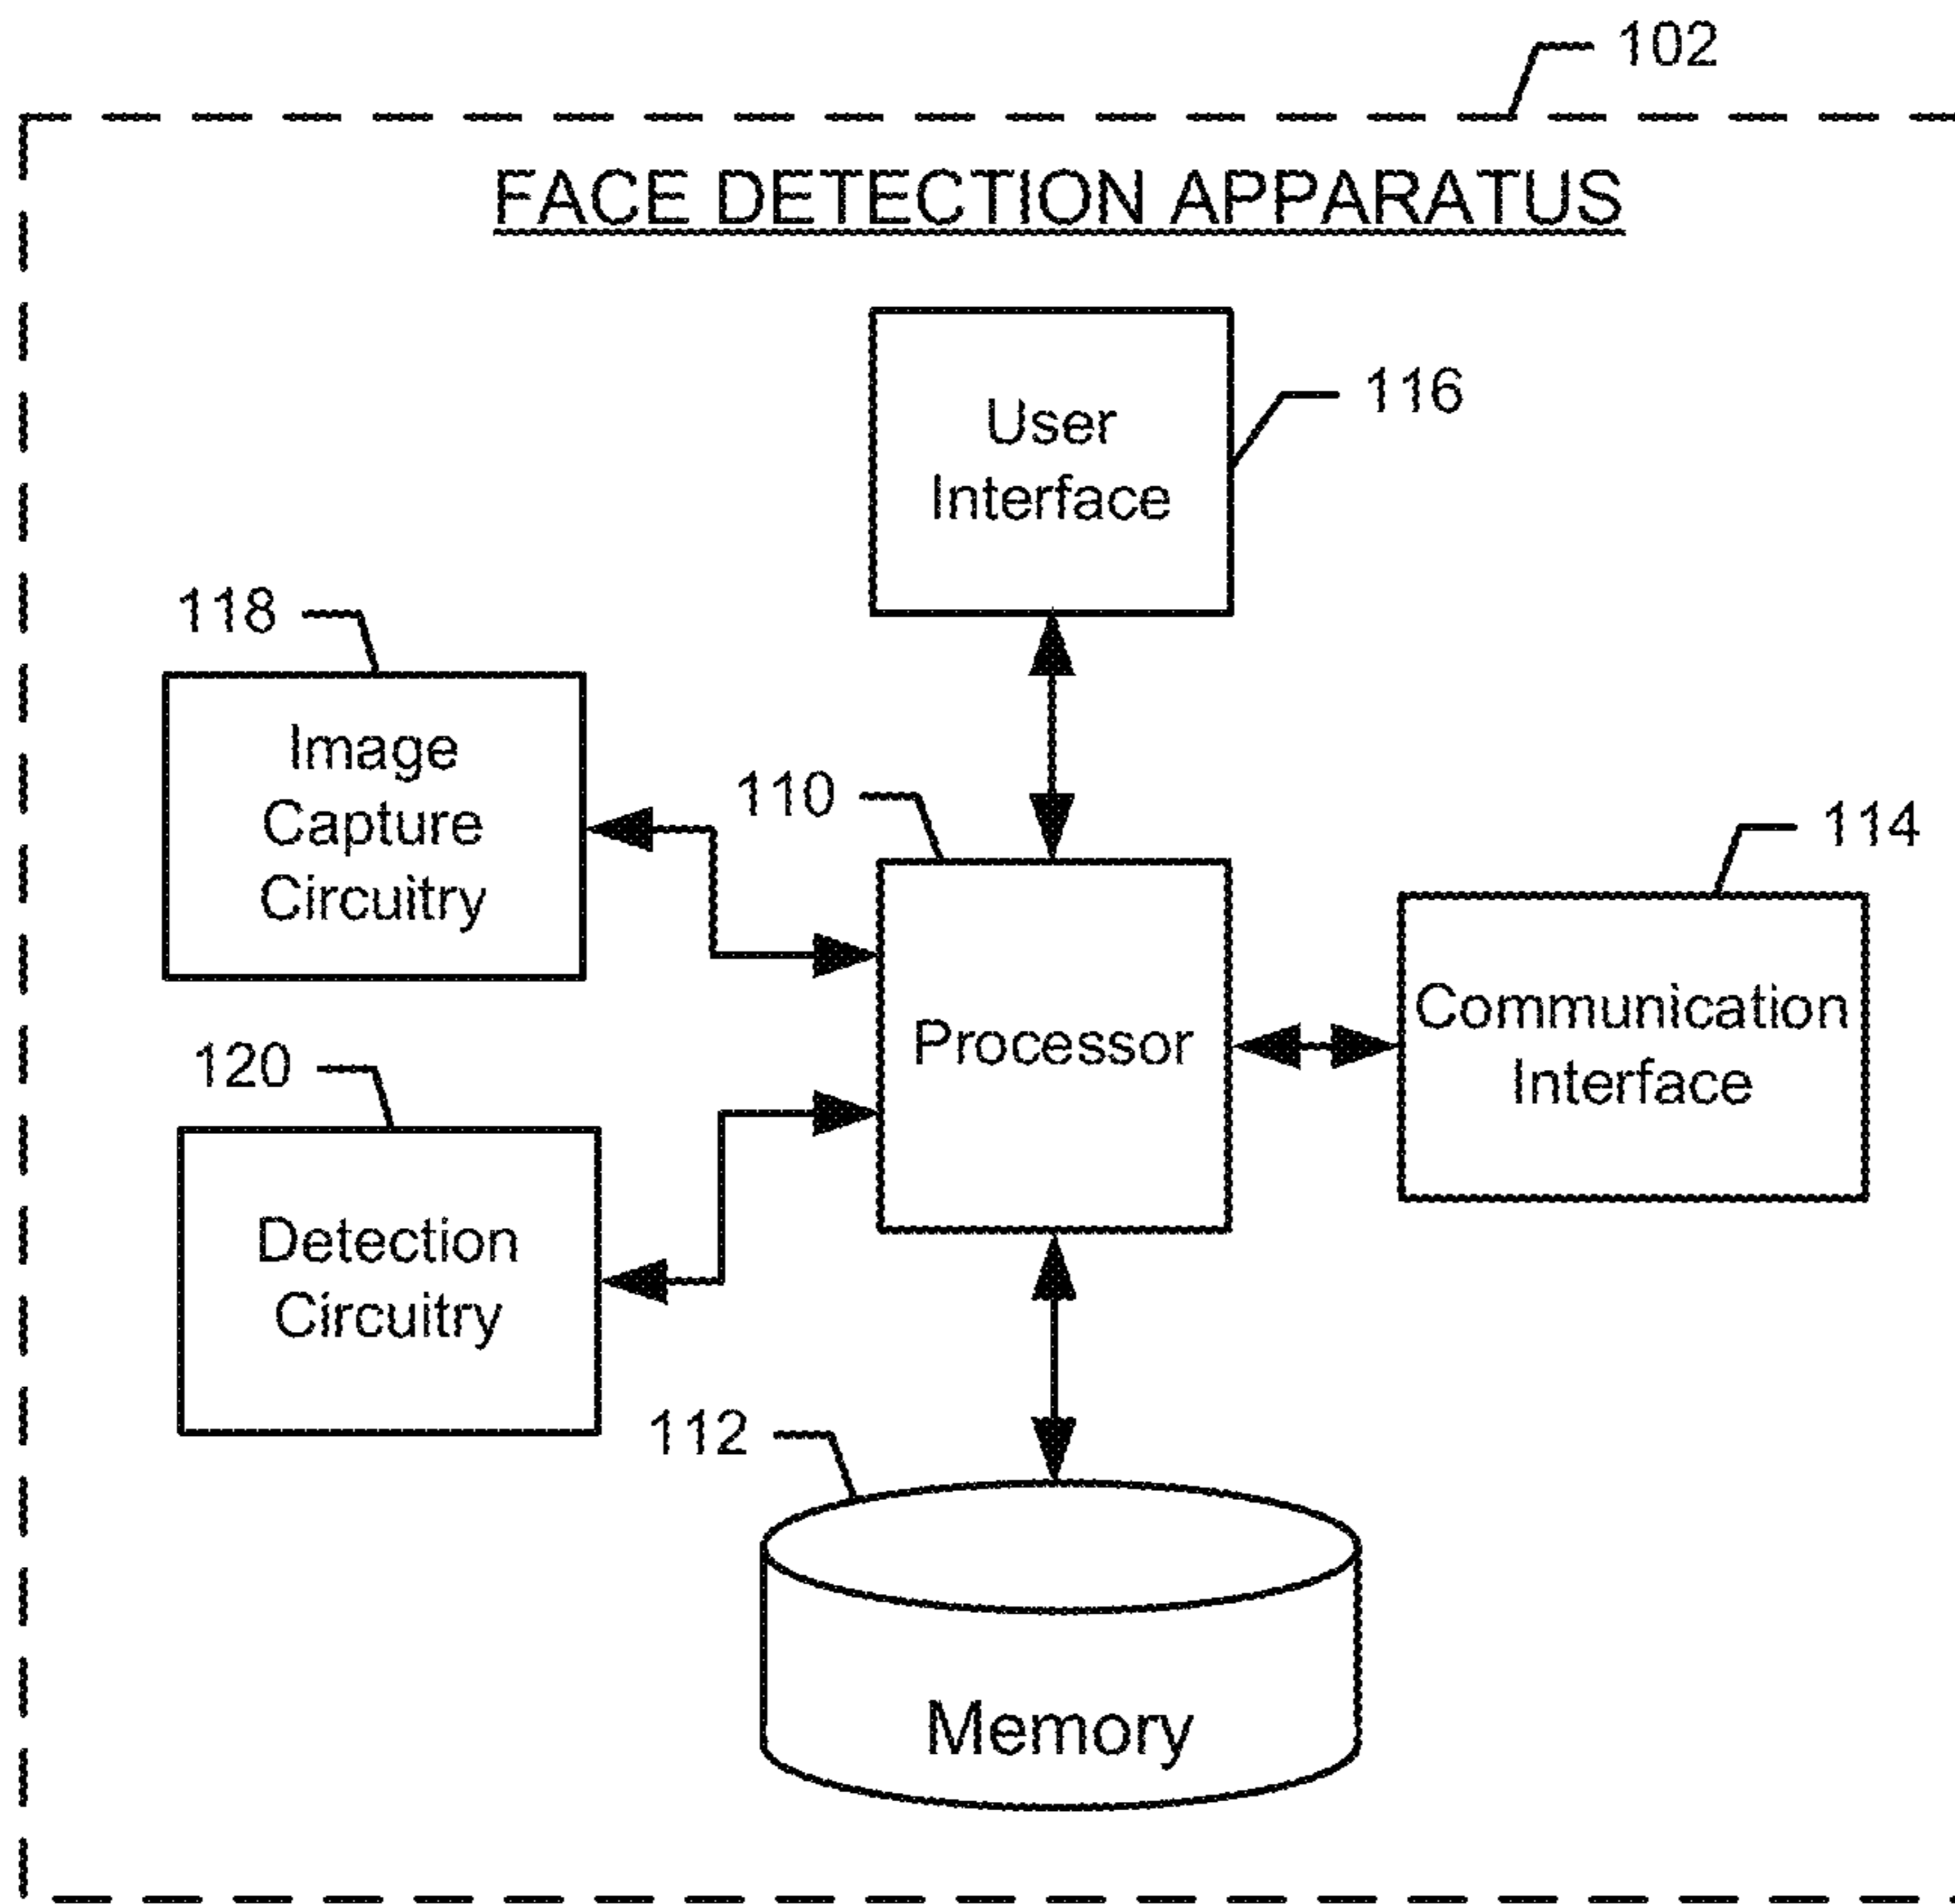 102
FACE DETECTION APPARATUS
User
Interface
116
118
Image
Capture
Circuitry
110
114
Processor
Communication
Interface
120
Detection
Circuitry
112
Memory